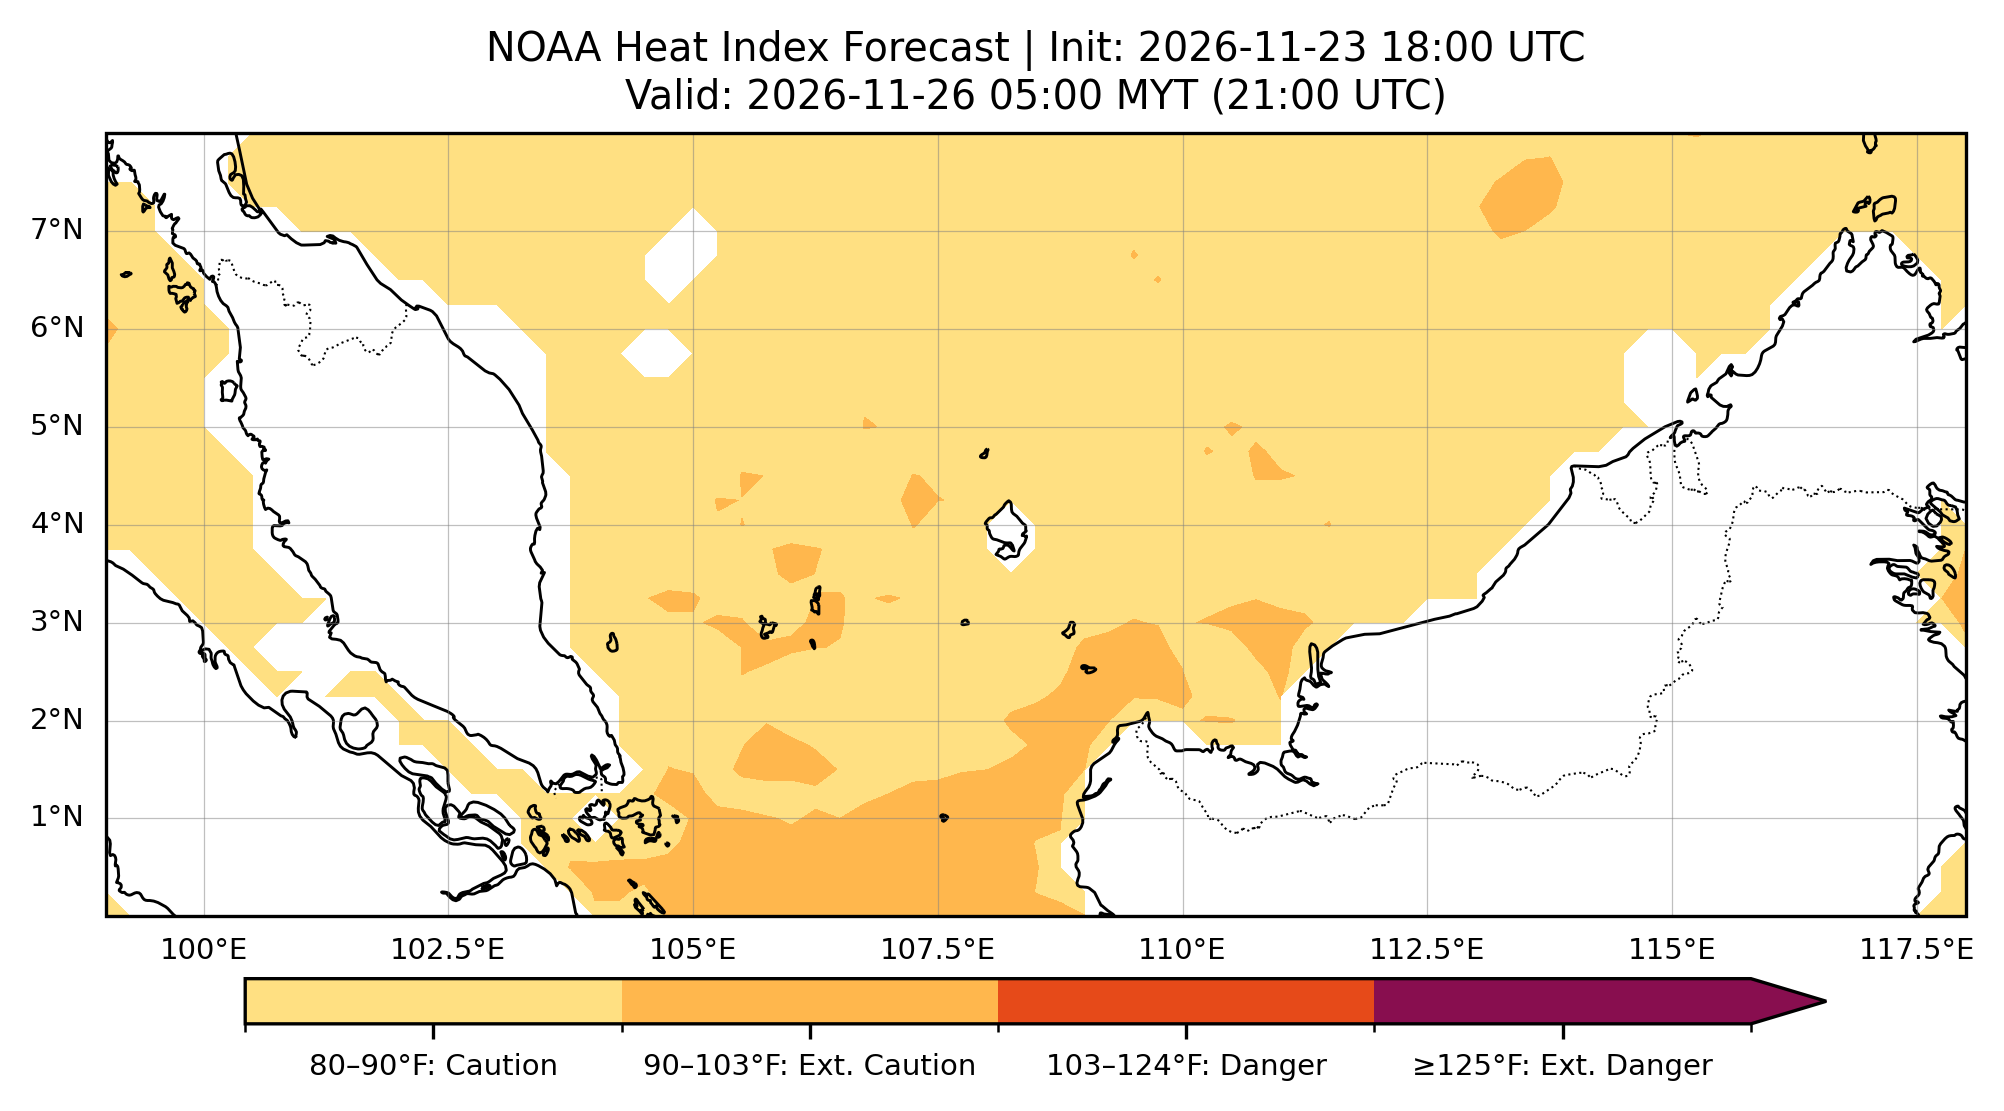 NOAA Heat Index Forecast | Init: 2026-11-23 18:00 UTC
Valid: 2026-11-26 05:00 MYT (21:00 UTC)
7°N
6°N
5°N
4°N
3°N
2°N
1°N
100°E 102.5°E 105°E 107.5°E 110°E 112.5°E 115°E 117.5°E
80–90°F: Caution 90–103°F: Ext. Caution 103–124°F: Danger ≥125°F: Ext. Danger